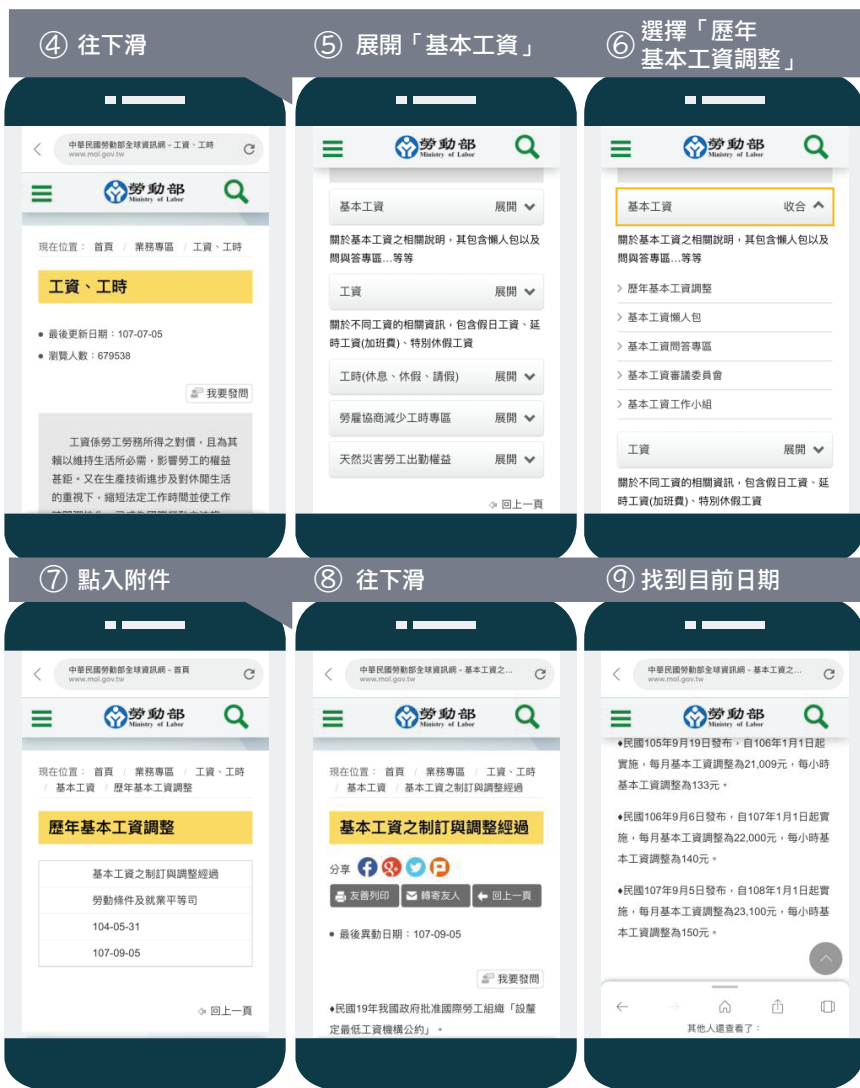 ④ 往下滑
中華民國勞動部全球資訊網 - 工資、工時
www.mol.gov.tw
勞動部
Ministry of Labor
現在位置： 首頁 / 業務專區 / 工資、工時
工資、工時
• 最後更新日期：107-07-05
• 瀏覽人數：679538
我要發問
工資係勞工勞務所得之對價，且為其
賴以維持生活所必需，影響勞工的權益
甚鉅。又在生產技術進步及對休閒生活
的重視下，縮短法定工作時間並使工作
⑤ 展開「基本工資」
勞動部
Ministry of Labor
基本工資 展開
關於基本工資之相關說明，其包含懶人包以及
問與答專區…等等
工資 展開
關於不同工資的相關資訊，包含假日工資、延
時工資(加班費)、特別休假工資
工時(休息、休假、請假) 展開
勞雇協商減少工時專區 展開
天然災害勞工出勤權益 展開
回上一頁
⑥ 選擇「歷年
基本工資調整」
勞動部
Ministry of Labor
基本工資 收合
關於基本工資之相關說明，其包含懶人包以及
問與答專區…等等
> 歷年基本工資調整
> 基本工資懶人包
> 基本工資問答專區
> 基本工資審議委員會
> 基本工資工作小組
工資 展開
關於不同工資的相關資訊，包含假日工資、延
時工資(加班費)、特別休假工資
⑦ 點入附件
中華民國勞動部全球資訊網 - 首頁
www.mol.gov.tw
勞動部
Ministry of Labor
現在位置： 首頁 / 業務專區 / 工資、工時
/ 基本工資 / 歷年基本工資調整
歷年基本工資調整
基本工資之制訂與調整經過
勞動條件及就業平等司
104-05-31
107-09-05
回上一頁
⑧ 往下滑
中華民國勞動部全球資訊網 - 基本工資之...
www.mol.gov.tw
勞動部
Ministry of Labor
現在位置： 首頁 / 業務專區 / 工資、工時
/ 基本工資 / 基本工資之制訂與調整經過
基本工資之制訂與調整經過
分享
友善列印 轉寄友人 回上一頁
• 最後異動日期：107-09-05
我要發問
♦民國19年我國政府批准國際勞工組織「設釐
定最低工資機構公約」。
⑨ 找到目前日期
中華民國勞動部全球資訊網 - 基本工資之...
www.mol.gov.tw
勞動部
Ministry of Labor
♦民國105年9月19日發布，自106年1月1日起
實施，每月基本工資調整為21,009元，每小時
基本工資調整為133元。
♦民國106年9月6日發布，自107年1月1日起實
施，每月基本工資調整為22,000元，每小時基
本工資調整為140元。
♦民國107年9月5日發布，自108年1月1日起實
施，每月基本工資調整為23,100元，每小時基
本工資調整為150元。
其他人還查看了：